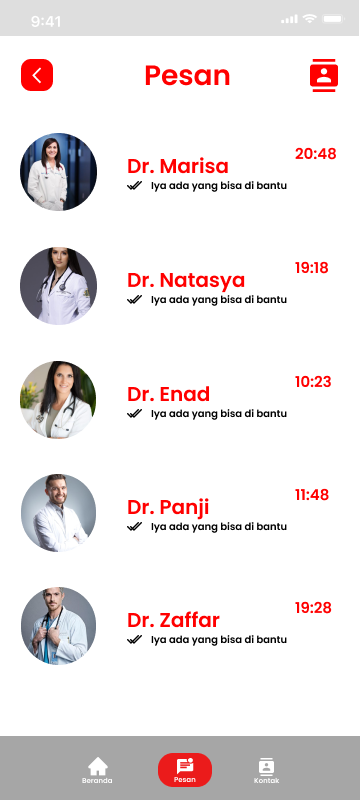 9:41
Pesan
Dr. Marisa
20:48
Iya ada yang bisa di bantu
Dr. Natasya
19:18
Iya ada yang bisa di bantu
Dr. Enad
10:23
Iya ada yang bisa di bantu
Dr. Panji
11:48
Iya ada yang bisa di bantu
Dr. Zaffar
19:28
Iya ada yang bisa di bantu
Beranda
Pesan
Kontak